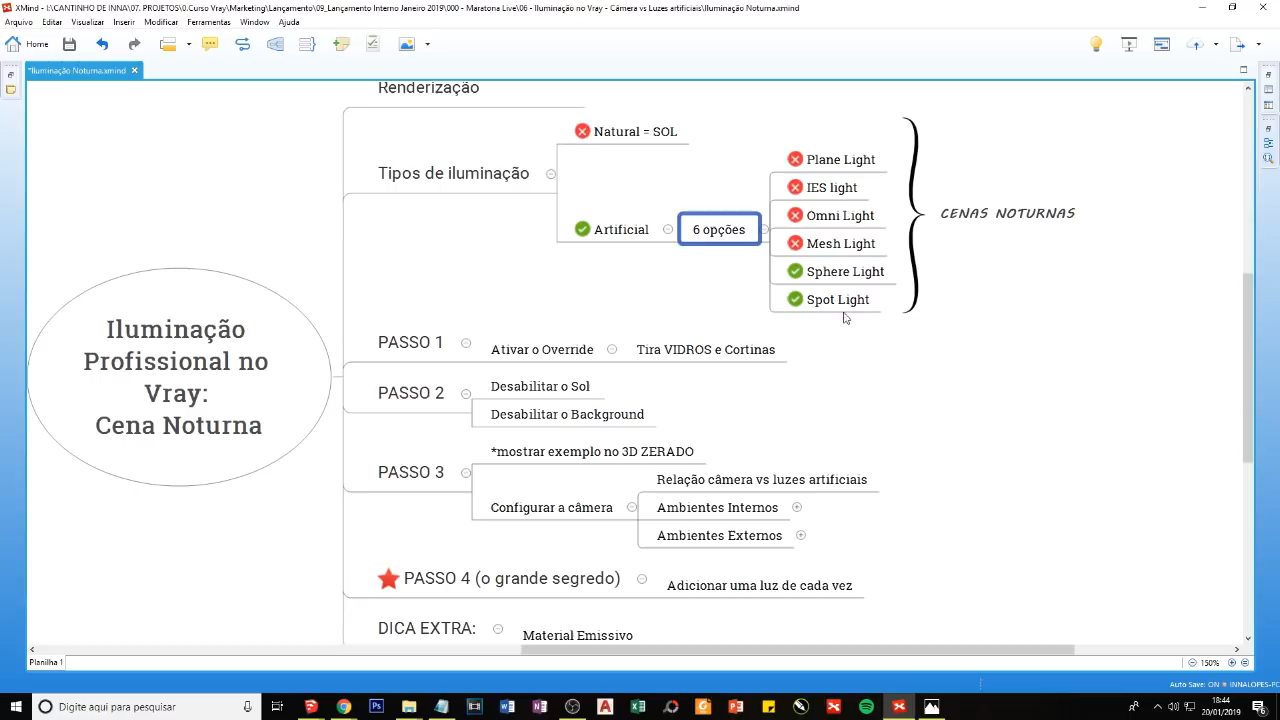 XMind - I:\CANTINHO DE INNA\07. PROJETOS\0.Curso Vray\Marketing\Lançamento\09_Lançamento Interno Janeiro 2019\000 - Maratona Live\06 - Iluminação no Vray - Câmera vs Luzes artificiais\Iluminação Noturna.xmind
Arquivo Editar Visualizar Inserir Modificar Ferramentas Window Ajuda
Home
*Iluminação Noturna.xmind
Renderização
Natural = SOL
Tipos de iluminação
Artificial
6 opções
Plane Light
IES light
Omni Light
Mesh Light
Sphere Light
Spot Light
CENAS NOTURNAS
Iluminação
Profissional no
Vray:
Cena Noturna
PASSO 1
Ativar o Override
Tira VIDROS e Cortinas
PASSO 2
Desabilitar o Sol
Desabilitar o Background
PASSO 3
*mostrar exemplo no 3D ZERADO
Configurar a câmera
Relação câmera vs luzes artificiais
Ambientes Internos
Ambientes Externos
PASSO 4 (o grande segredo)
Adicionar uma luz de cada vez
DICA EXTRA:
Material Emissivo
Planilha 1
150%
Auto Save: ON
INNALOPES-PC
Digite aqui para pesquisar
18:44
20/01/2019
6